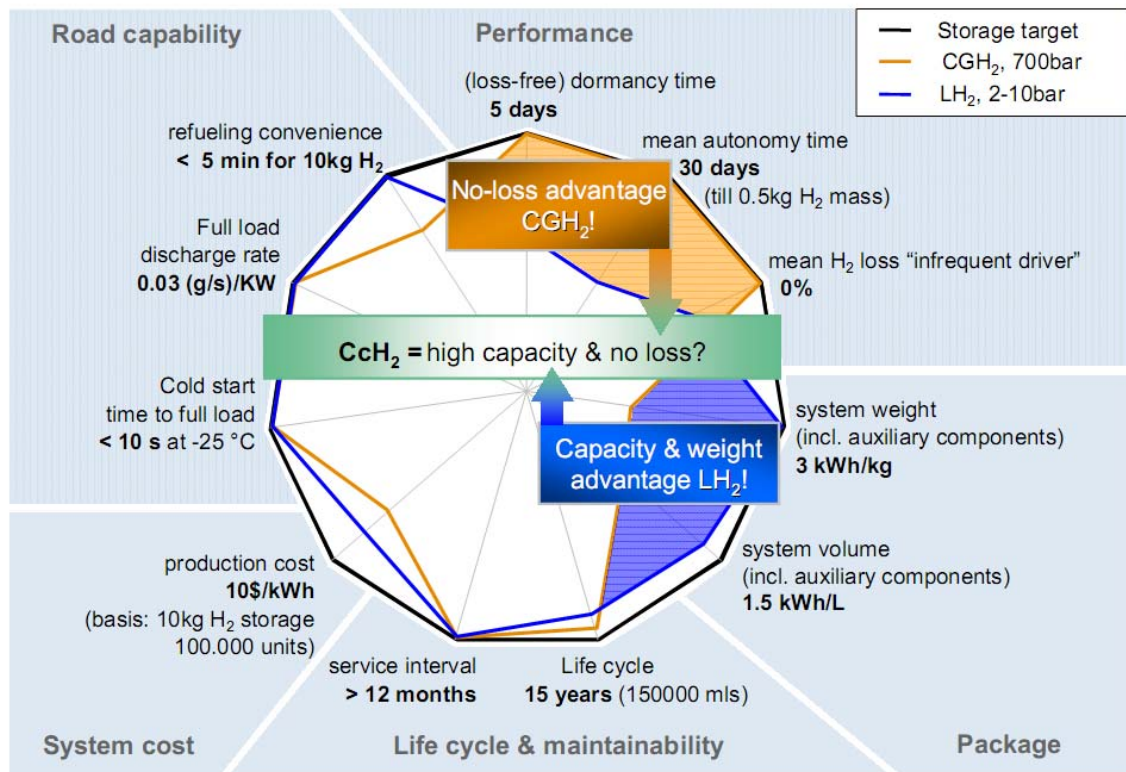 Road capability
Performance
Storage target
CGH₂, 700bar
LH₂, 2-10bar
(loss-free) dormancy time
5 days
refueling convenience
< 5 min for 10kg H₂
mean autonomy time
30 days
(till 0.5kg H₂ mass)
No-loss advantage
CGH₂!
Full load
discharge rate
0.03 (g/s)/KW
mean H₂ loss “infrequent driver”
0%
CcH₂ = high capacity & no loss?
Cold start
time to full load
< 10 s at -25 °C
system weight
(incl. auxiliary components)
3 kWh/kg
Capacity & weight
advantage LH₂!
production cost
10$/kWh
(basis: 10kg H₂ storage
100.000 units)
system volume
(incl. auxiliary components)
1.5 kWh/L
service interval
> 12 months
Life cycle
15 years (150000 mls)
System cost
Life cycle & maintainability
Package